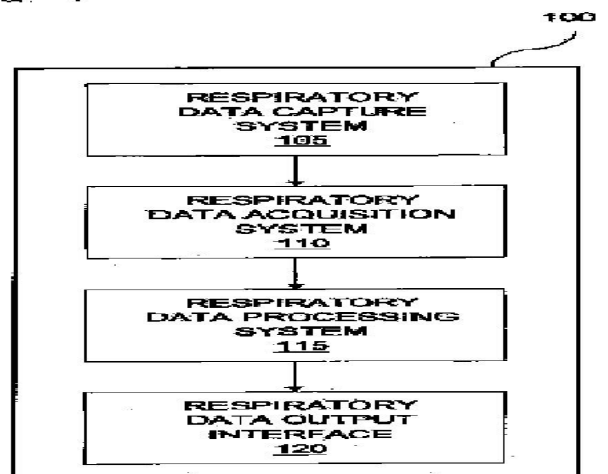 100
RESPIRATORY
DATA CAPTURE
SYSTEM
105
RESPIRATORY
DATA ACQUISITION
SYSTEM
110
RESPIRATORY
DATA PROCESSING
SYSTEM
115
RESPIRATORY
DATA OUTPUT
INTERFACE
120